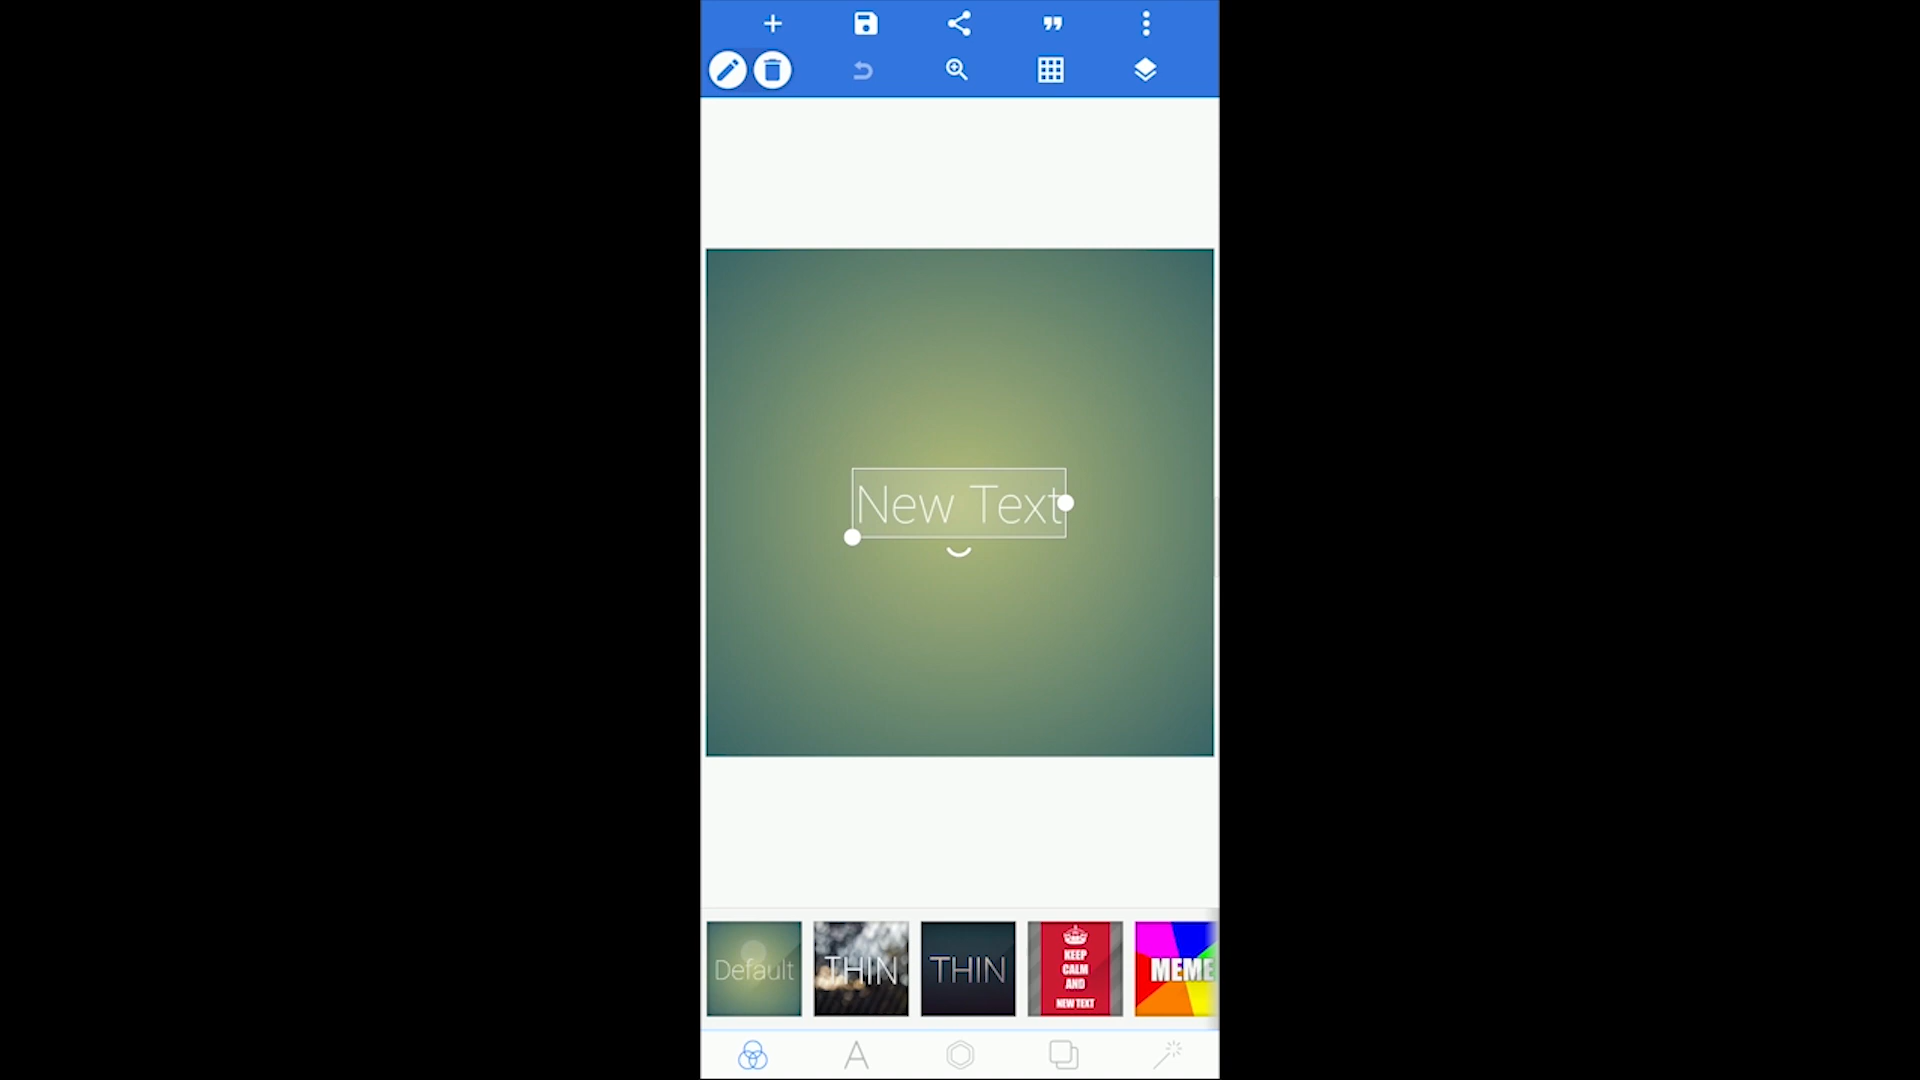 New Text
Default
THIN
THIN
KEEP
CALM
AND
NEW TEXT
MEME